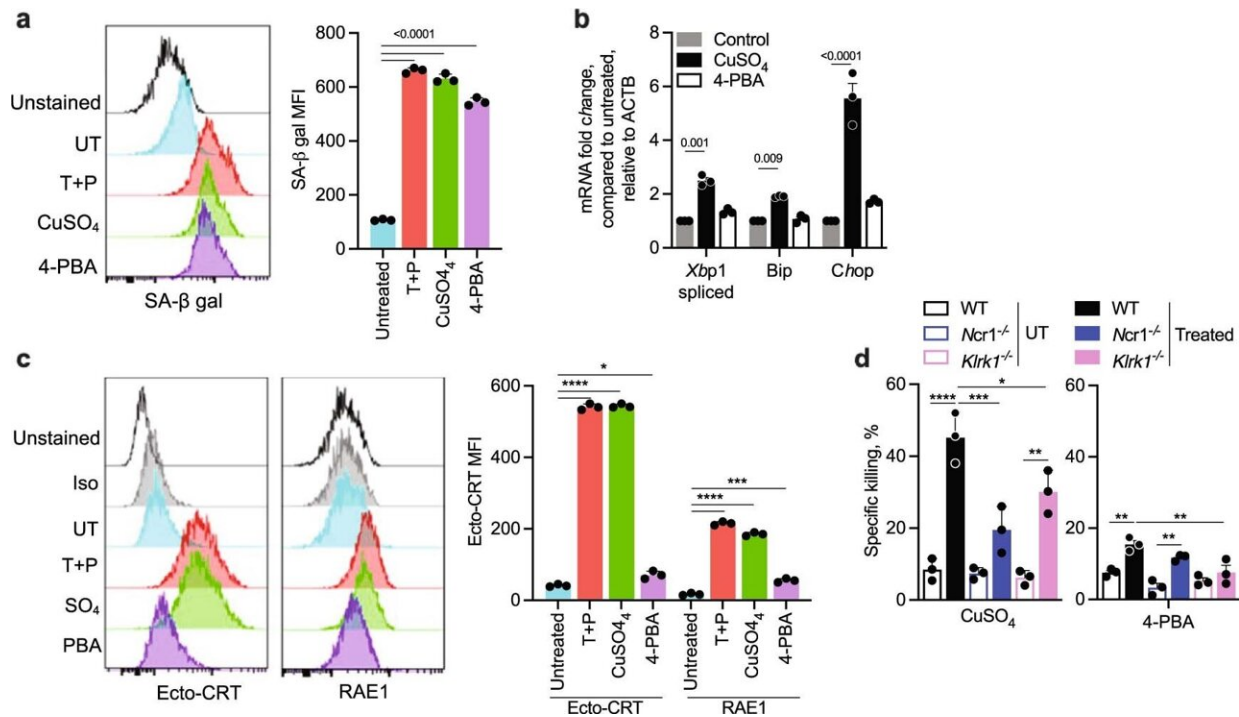 a
Unstained
UT
T+P
CuSO4
4-PBA
SA-β gal
SA-β gal MFI
800
600
400
200
0
<0.0001
Untreated
T+P
CuSO4₄
4-PBA
b
mRNA fold change,
compared to untreated,
relative to ACTB
Control
CuSO₄
4-PBA
8
6
4
2
0
0.001
0.009
<0.0001
Xbp1
spliced
Bip
Chop
c
Unstained
Iso
UT
T+P
SO₄
PBA
Ecto-CRT
RAE1
Ecto-CRT MFI
600
400
200
0
*
****
***
****
Untreated
T+P
CuSO4₄
4-PBA
Untreated
T+P
CuSO4₄
4-PBA
Ecto-CRT
RAE1
WT
Ncr1-/-
Klrk1-/-
UT
WT
Ncr1-/-
Klrk1-/-
Treated
d
Specific killing, %
60
40
20
0
*
**** ***
**
CuSO₄
60
40
20
0
** **
**
4-PBA